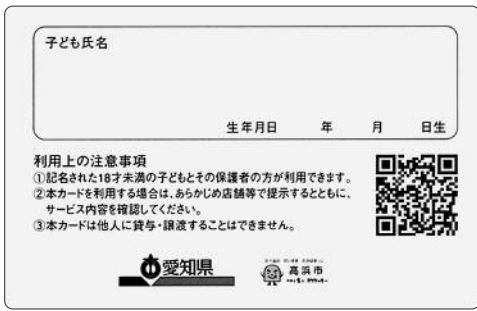 子ども氏名
生年月日 年 月 日生
利用上の注意事項
①記名された18才未満の子どもとその保護者の方が利用できます。
②本カードを利用する場合は、あらかじめ店舗等で提示するとともに、
サービス内容を確認してください。
③本カードは他人に貸与・譲渡することはできません。
愛知県
高浜市